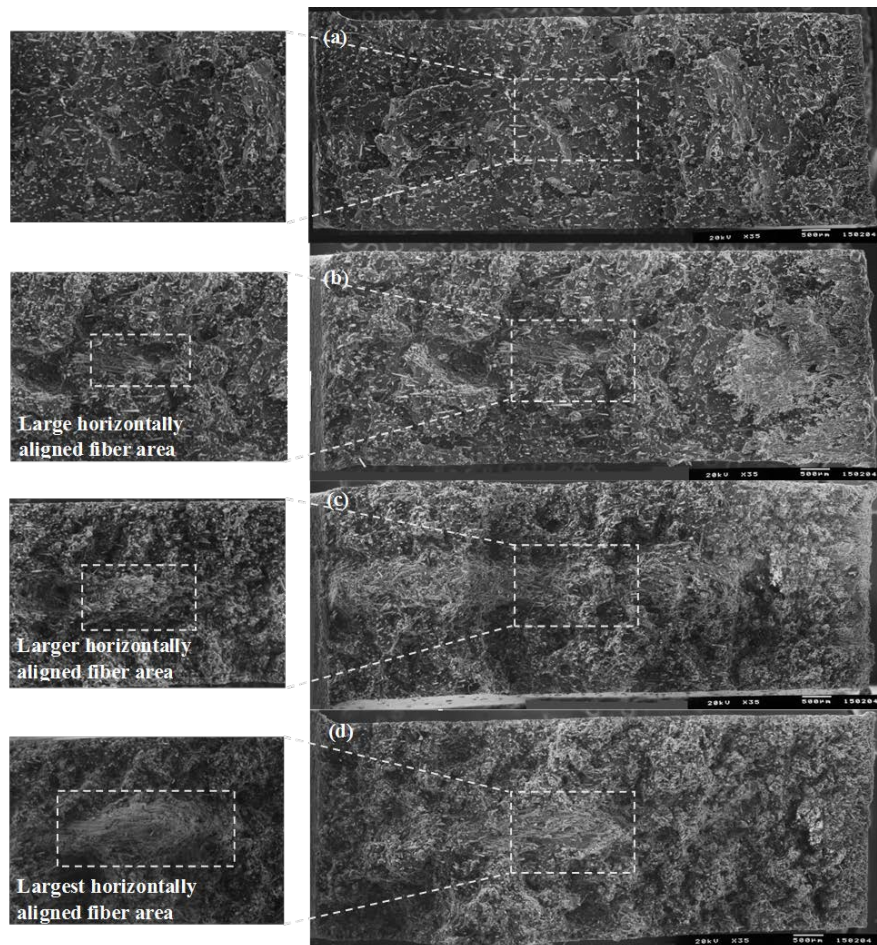 (a)
20kV X35 500µm 150204
(b)
Large horizontally
aligned fiber area
20kV X35 500µm 150204
(c)
Larger horizontally
aligned fiber area
20kV X35 500µm 150204
(d)
Largest horizontally
aligned fiber area
20kV X35 500µm 150204